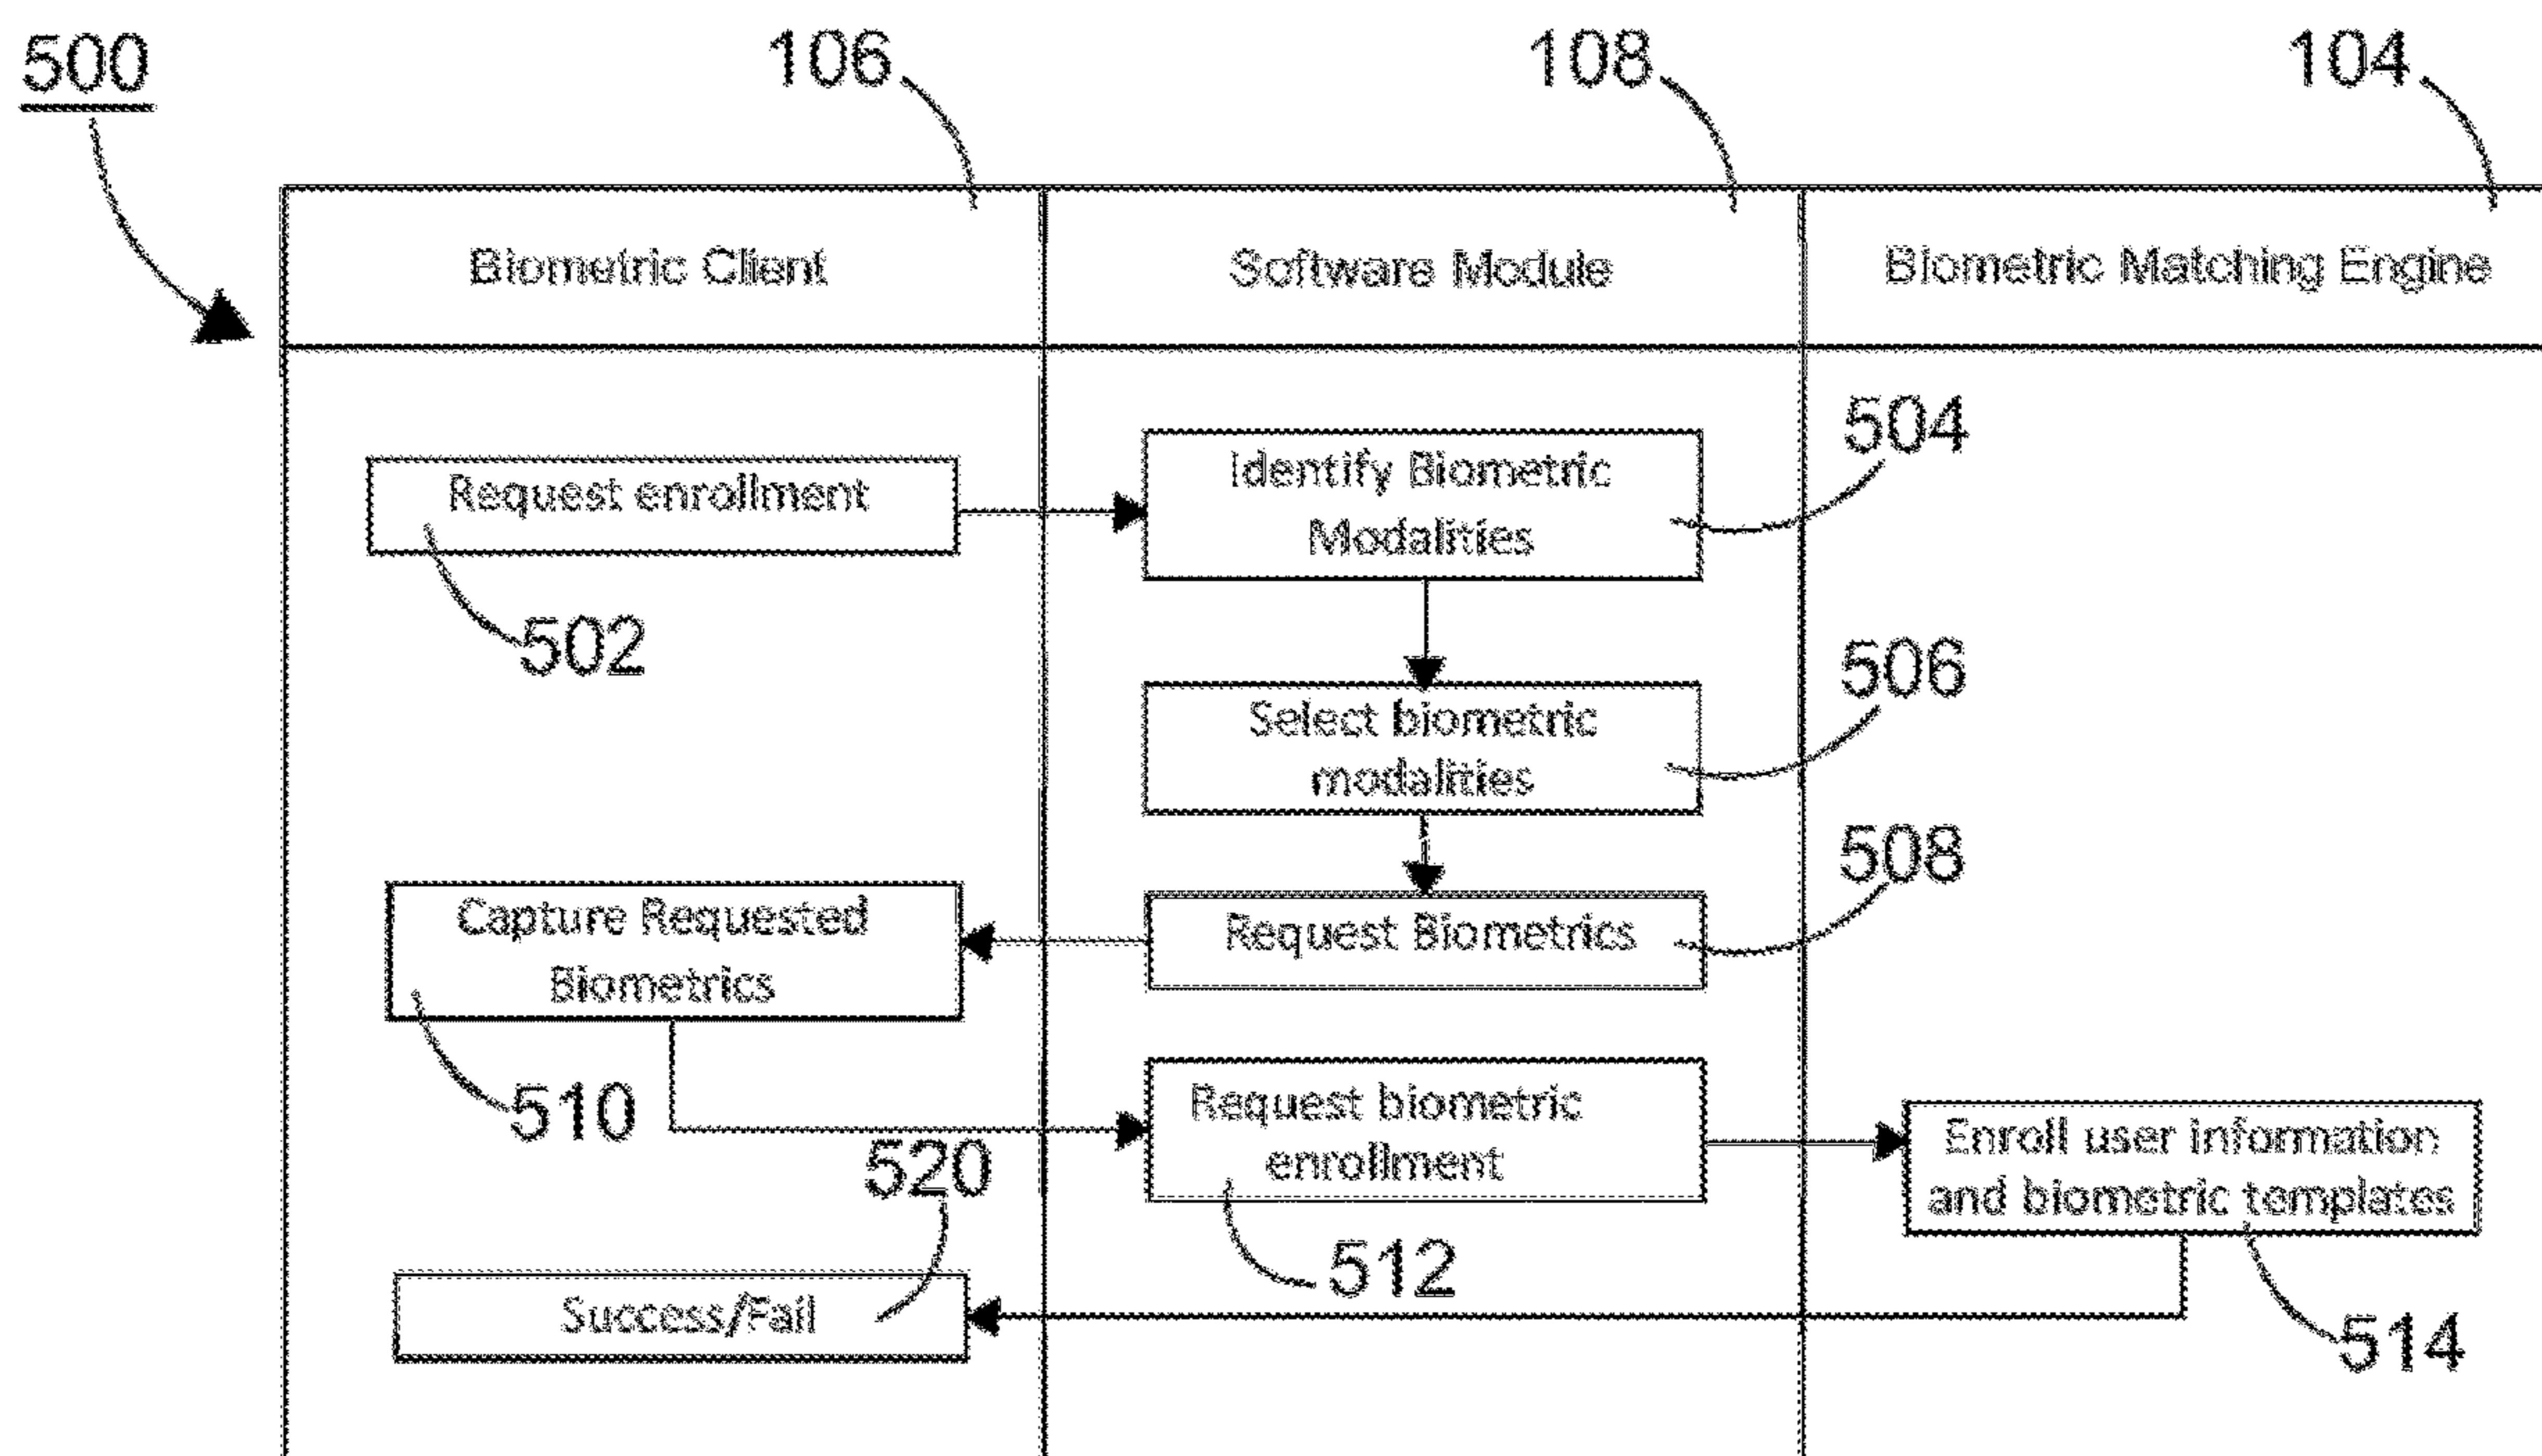 500
106
108
104
Biometric Client
Software Module
Biometric Matching Engine
Request enrollment
502
Identify Biometric
Modalities
504
Select biometric
modalities
506
Request Biometrics
508
Capture Requested
Biometrics
510
Request biometric
enrollment
512
Enroll user information
and biometric templates
514
520
Success/Fail